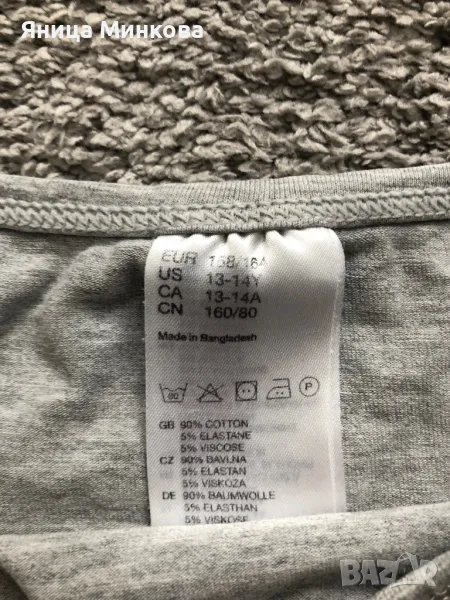 Яница Минкова
EUR 158/164
US 13-14Y
CA 13-14A
CN 160/80
Made in Bangladesh
60
P
GB 90% COTTON
5% ELASTANE
5% VISCOSE
CZ 90% BAVLNA
5% ELASTAN
5% VISKOZA
DE 90% BAUMWOLLE
5% ELASTHAN
5% VISKOSE
BAZAR